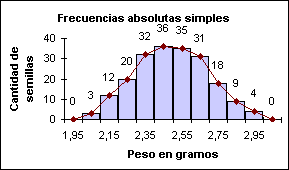 Frecuencias absolutas simples
Cantidad de
semillas
40
30
20
10
0
0 3 12 20 32 36 35 31 18 9 4 0
1,95 2,15 2,35 2,55 2,75 2,95
Peso en gramos